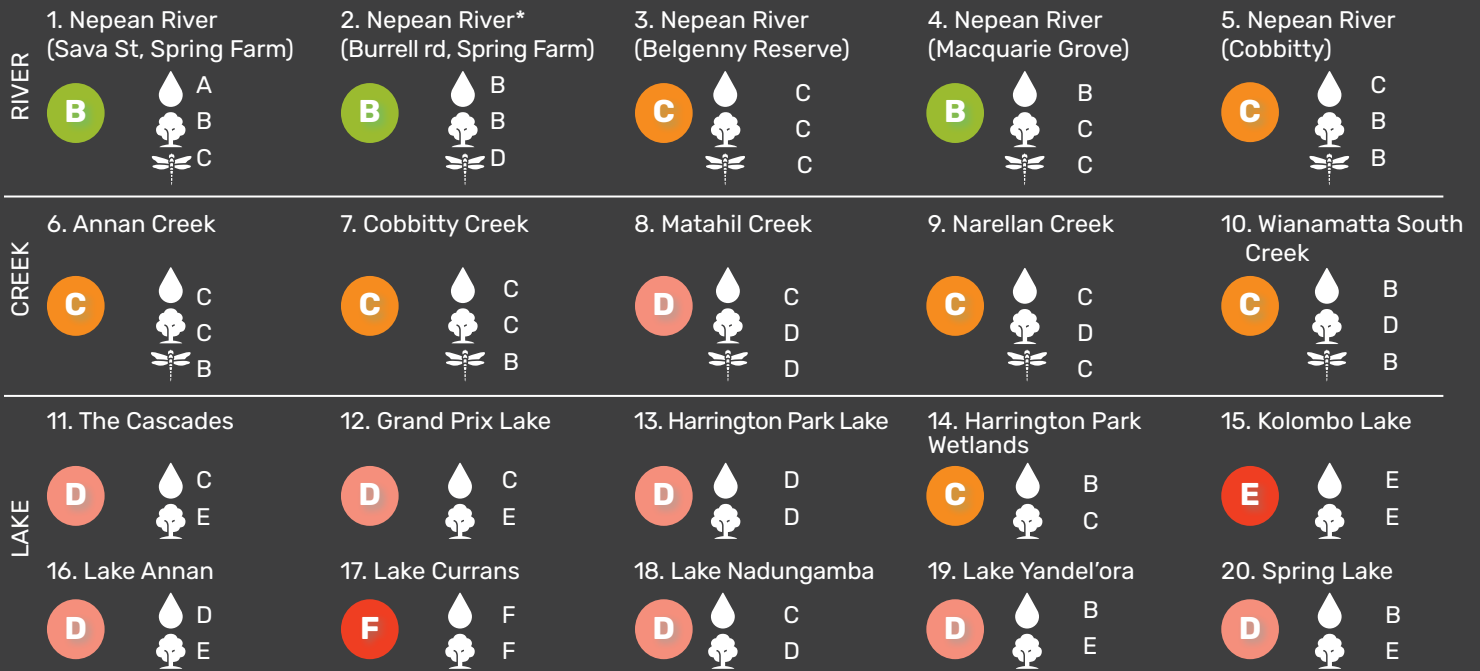 RIVER
1. Nepean River
(Sava St, Spring Farm)
B
A
B
C
2. Nepean River*
(Burrell rd, Spring Farm)
B
B
B
D
3. Nepean River
(Belgenny Reserve)
C
C
C
C
4. Nepean River
(Macquarie Grove)
B
B
C
C
5. Nepean River
(Cobbitty)
C
C
B
B
CREEK
6. Annan Creek
C
C
C
B
7. Cobbitty Creek
C
C
C
B
8. Matahil Creek
D
C
D
D
9. Narellan Creek
C
C
D
C
10. Wianamatta South
Creek
C
B
D
B
LAKE
11. The Cascades
D
C
E
12. Grand Prix Lake
D
C
E
13. Harrington Park Lake
D
D
D
14. Harrington Park
Wetlands
C
B
C
15. Kolombo Lake
E
E
E
16. Lake Annan
D
D
E
17. Lake Currans
F
F
F
18. Lake Nadungamba
D
C
D
19. Lake Yandel’ora
D
B
E
20. Spring Lake
D
B
E